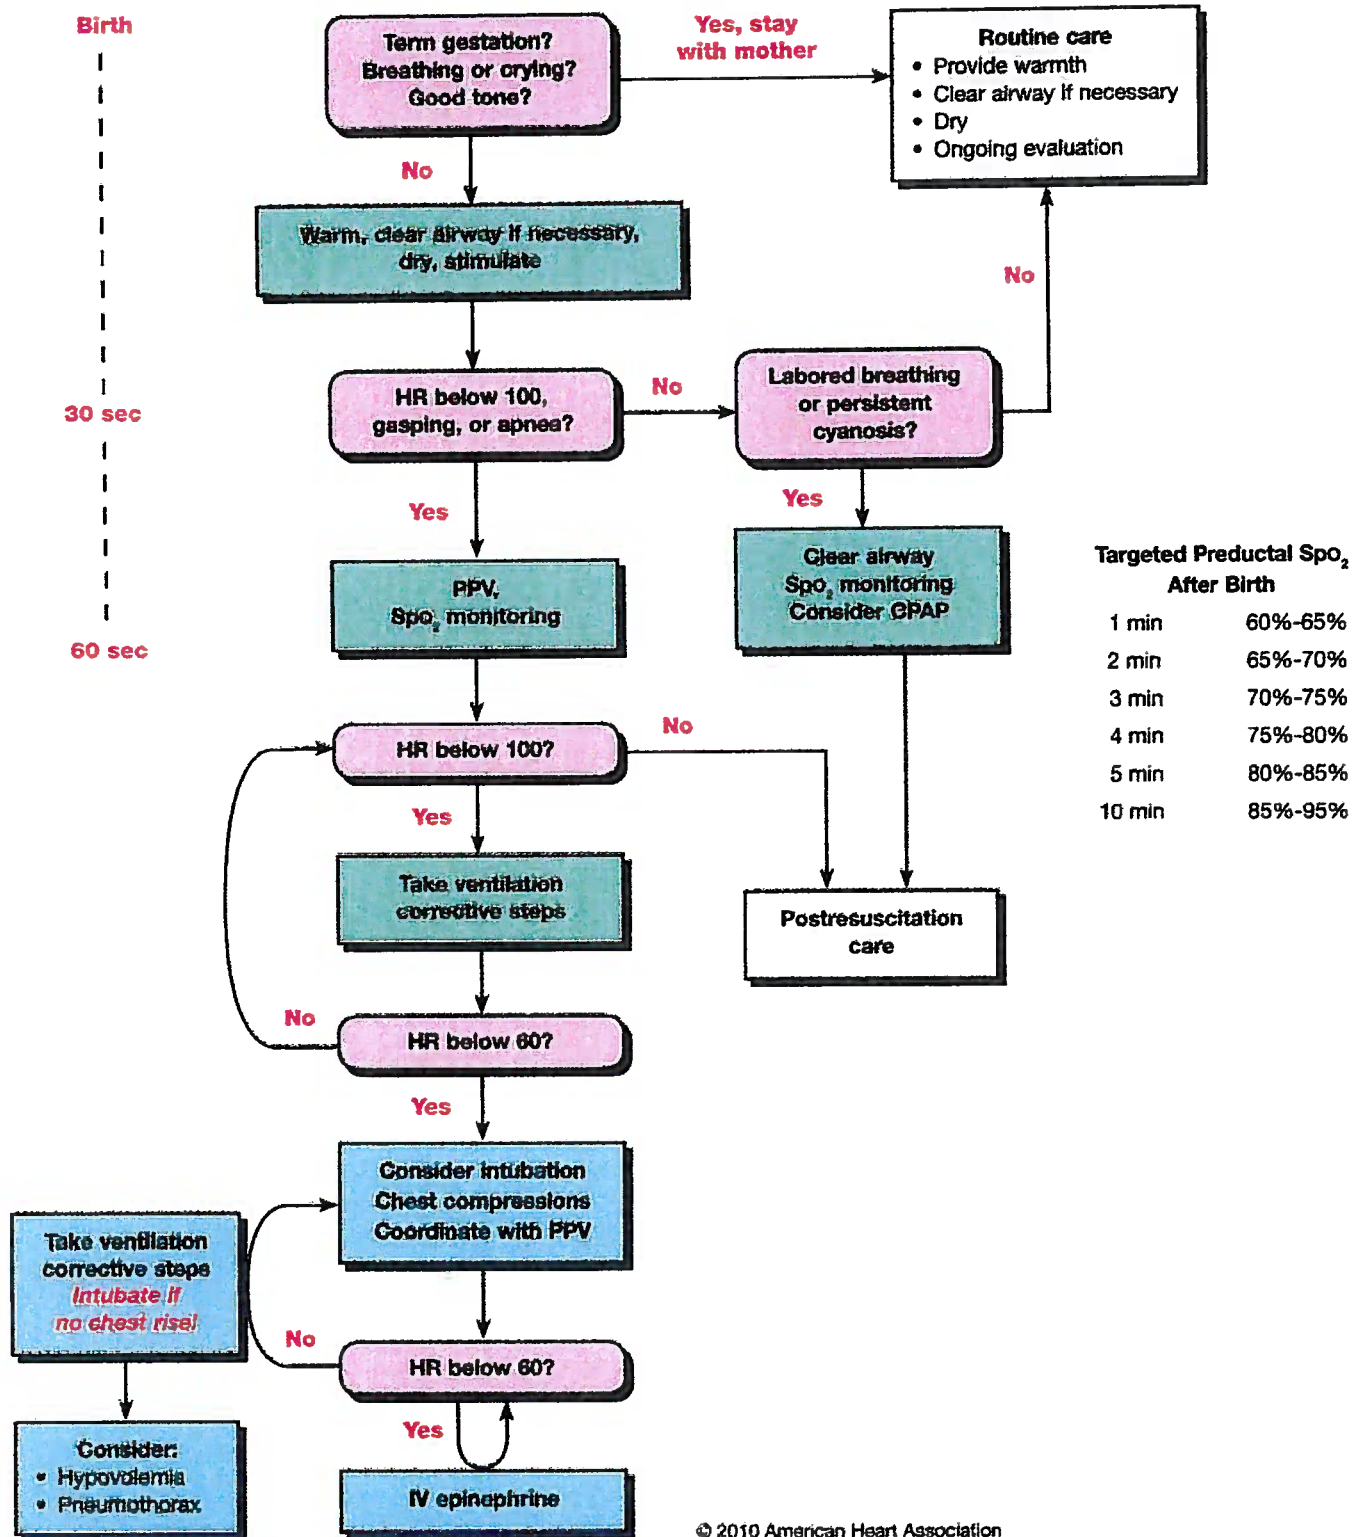 Birth
Term gestation?
Breathing or crying?
Good tone?
Yes, stay
with mother
Routine care
• Provide warmth
• Clear airway if necessary
• Dry
• Ongoing evaluation
No
Warm, clear airway if necessary,
dry, stimulate
No
30 sec
HR below 100,
gasping, or apnea?
No
Labored breathing
or persistent
cyanosis?
Yes
Yes
60 sec
PPV,
Spo₂ monitoring
Clear airway
Spo₂ monitoring
Consider CPAP
Targeted Preductal Spo₂
After Birth
1 min 60%-65%
2 min 65%-70%
3 min 70%-75%
4 min 75%-80%
5 min 80%-85%
10 min 85%-95%
HR below 100?
No
Yes
Take ventilation
corrective steps
Postresuscitation
care
No
HR below 60?
Yes
Consider intubation
Chest compressions
Coordinate with PPV
Take ventilation
corrective steps
Intubate if
no chest rise!
No
HR below 60?
Yes
Consider:
• Hypovolemia
• Pneumothorax
IV epinephrine
© 2010 American Heart Association